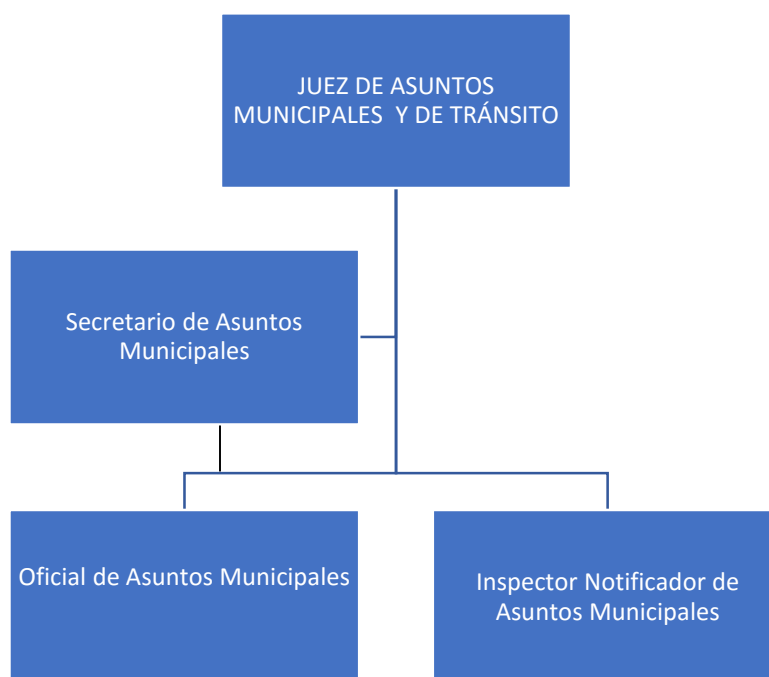 JUEZ DE ASUNTOS
MUNICIPALES  Y DE TRÁNSITO
Secretario de Asuntos
Municipales
Oficial de Asuntos Municipales
Inspector Notificador de
Asuntos Municipales